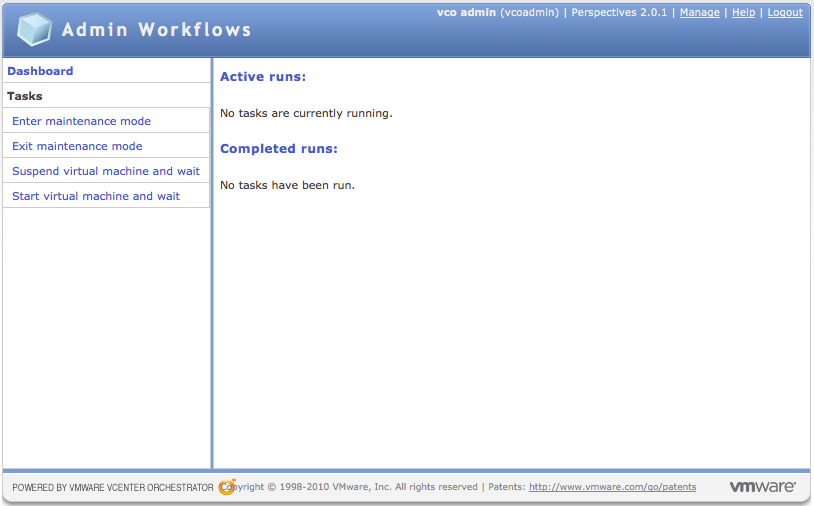 Admin Workflows
vco admin (vcoadmin) | Perspectives 2.0.1 | Manage | Help | Logout
Dashboard
Tasks
Enter maintenance mode
Exit maintenance mode
Suspend virtual machine and wait
Start virtual machine and wait
Active runs:
No tasks are currently running.
Completed runs:
No tasks have been run.
POWERED BY VMWARE VCENTER ORCHESTRATOR
Copyright © 1998-2010 VMware, Inc. All rights reserved | Patents: http://www.vmware.com/go/patents
vmware